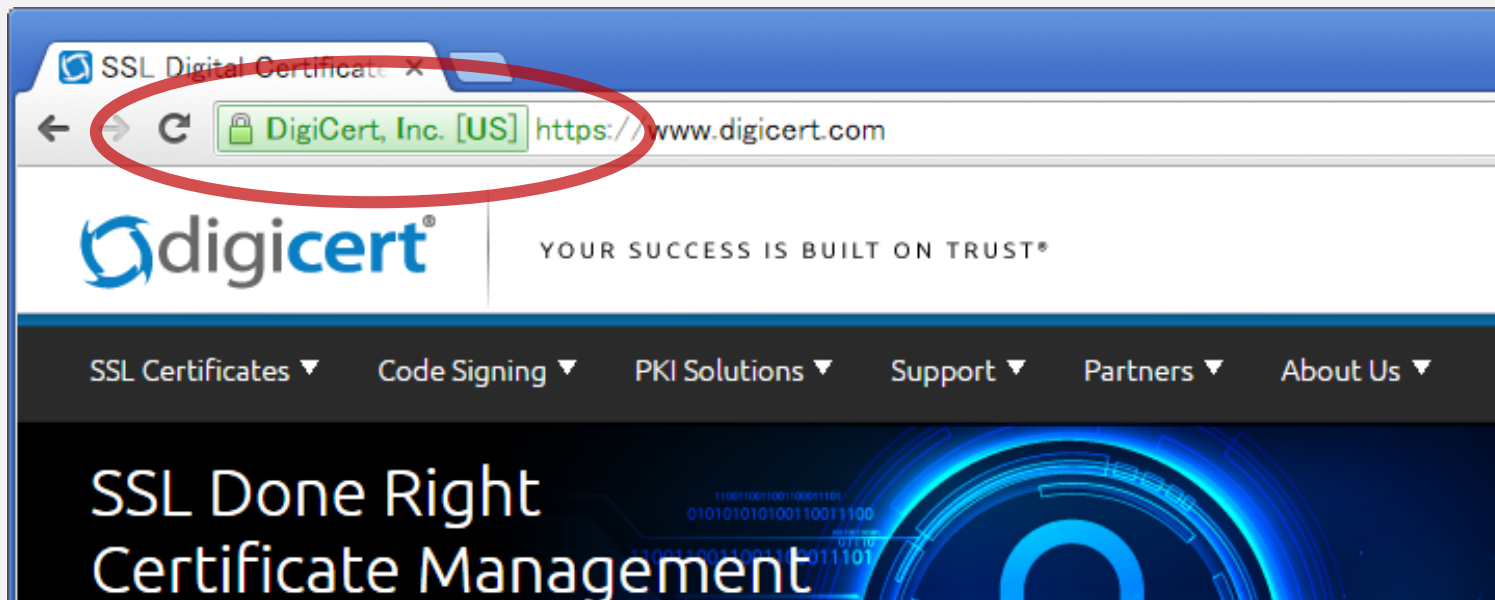 SSL Digital Certificate
DigiCert, Inc. [US] https://www.digicert.com
digicert®
YOUR SUCCESS IS BUILT ON TRUST®
SSL Certificates ▼ Code Signing ▼ PKI Solutions ▼ Support ▼ Partners ▼ About Us ▼
SSL Done Right
Certificate Management